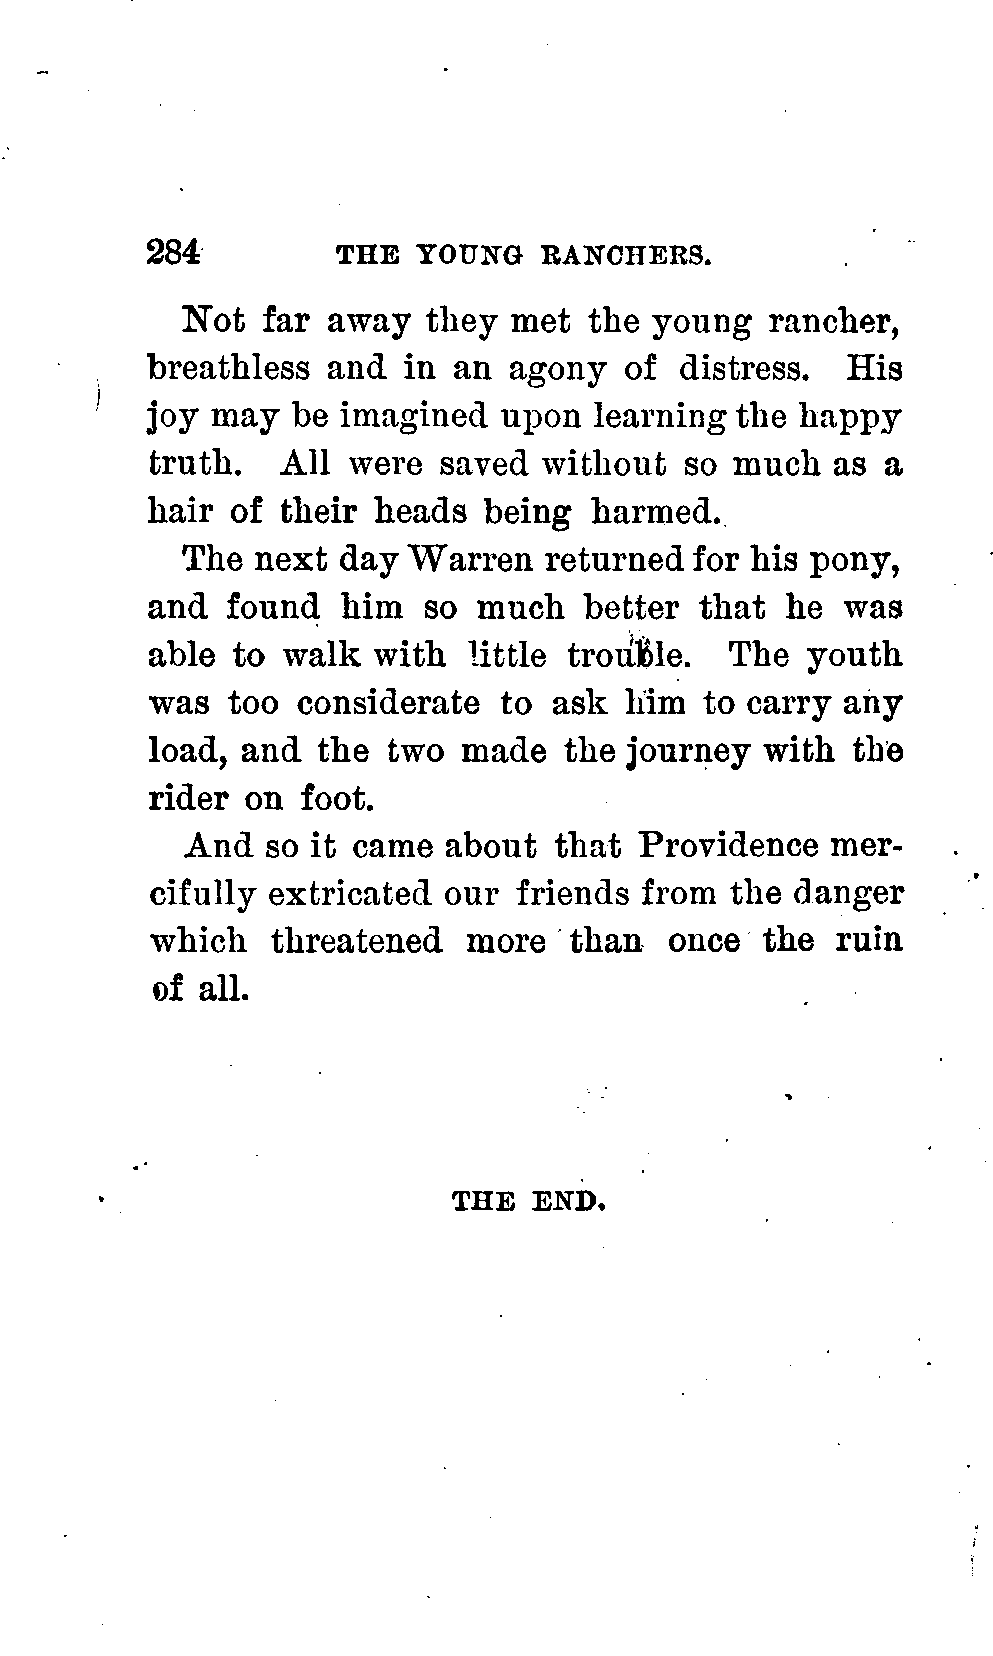 284 THE YOUNG RANCHERS.
Not far away they met the young rancher,
breathless and in an agony of distress. His
joy may be imagined upon learning the happy
truth. All were saved without so much as a
hair of their heads being harmed.
The next day Warren returned for his pony,
and found him so much better that he was
able to walk with little trouble. The youth
was too considerate to ask him to carry any
load, and the two made the journey with the
rider on foot.
And so it came about that Providence mer-
cifully extricated our friends from the danger
which threatened more than once the ruin
of all.
THE END.